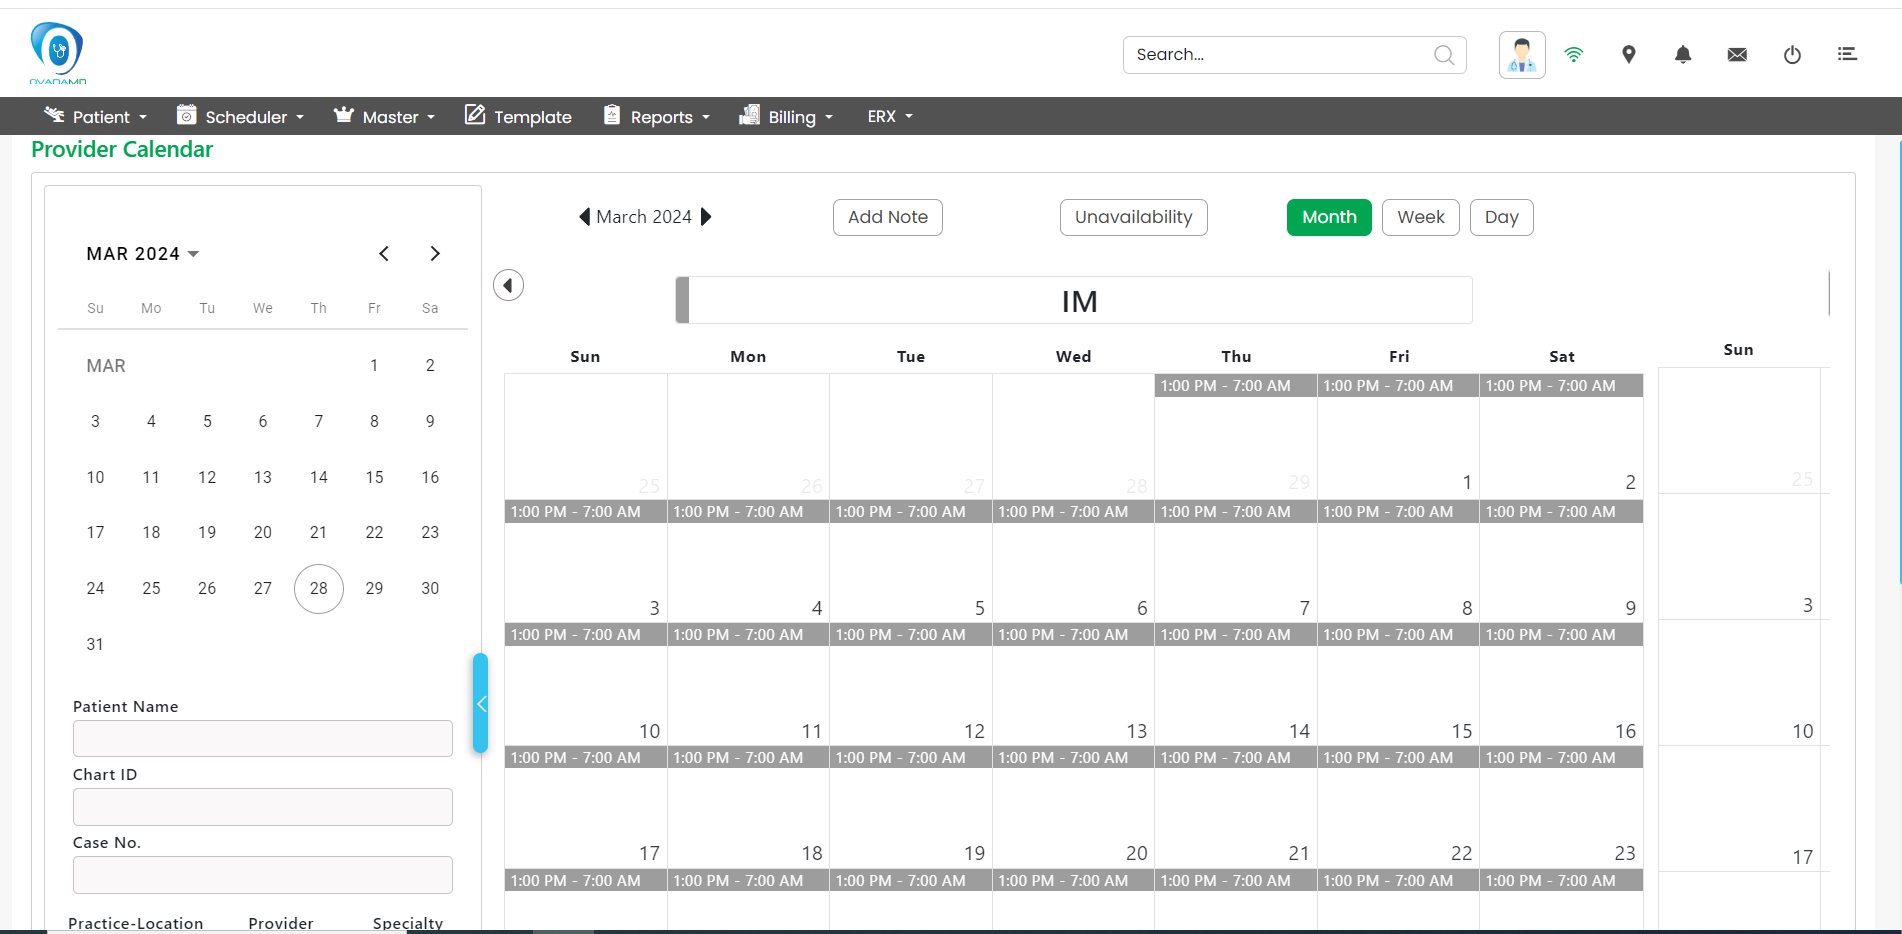 OVADAMD
Search...
Patient Scheduler Master Template Reports Billing ERX
Provider Calendar
March 2024 Add Note Unavailability Month Week Day
MAR 2024
Su Mo Tu We Th Fr Sa
MAR 1 2
3 4 5 6 7 8 9
10 11 12 13 14 15 16
17 18 19 20 21 22 23
24 25 26 27 28 29 30
31
Patient Name
Chart ID
Case No.
Practice-Location Provider Specialty
IM
Sun Mon Tue Wed Thu Fri Sat
1:00 PM - 7:00 AM 1:00 PM - 7:00 AM 1:00 PM - 7:00 AM
25 26 27 28 29 1 2
1:00 PM - 7:00 AM 1:00 PM - 7:00 AM 1:00 PM - 7:00 AM 1:00 PM - 7:00 AM 1:00 PM - 7:00 AM 1:00 PM - 7:00 AM 1:00 PM - 7:00 AM
3 4 5 6 7 8 9
1:00 PM - 7:00 AM 1:00 PM - 7:00 AM 1:00 PM - 7:00 AM 1:00 PM - 7:00 AM 1:00 PM - 7:00 AM 1:00 PM - 7:00 AM 1:00 PM - 7:00 AM
10 11 12 13 14 15 16
1:00 PM - 7:00 AM 1:00 PM - 7:00 AM 1:00 PM - 7:00 AM 1:00 PM - 7:00 AM 1:00 PM - 7:00 AM 1:00 PM - 7:00 AM 1:00 PM - 7:00 AM
17 18 19 20 21 22 23
1:00 PM - 7:00 AM 1:00 PM - 7:00 AM 1:00 PM - 7:00 AM 1:00 PM - 7:00 AM 1:00 PM - 7:00 AM 1:00 PM - 7:00 AM 1:00 PM - 7:00 AM
Sun
25
3
10
17